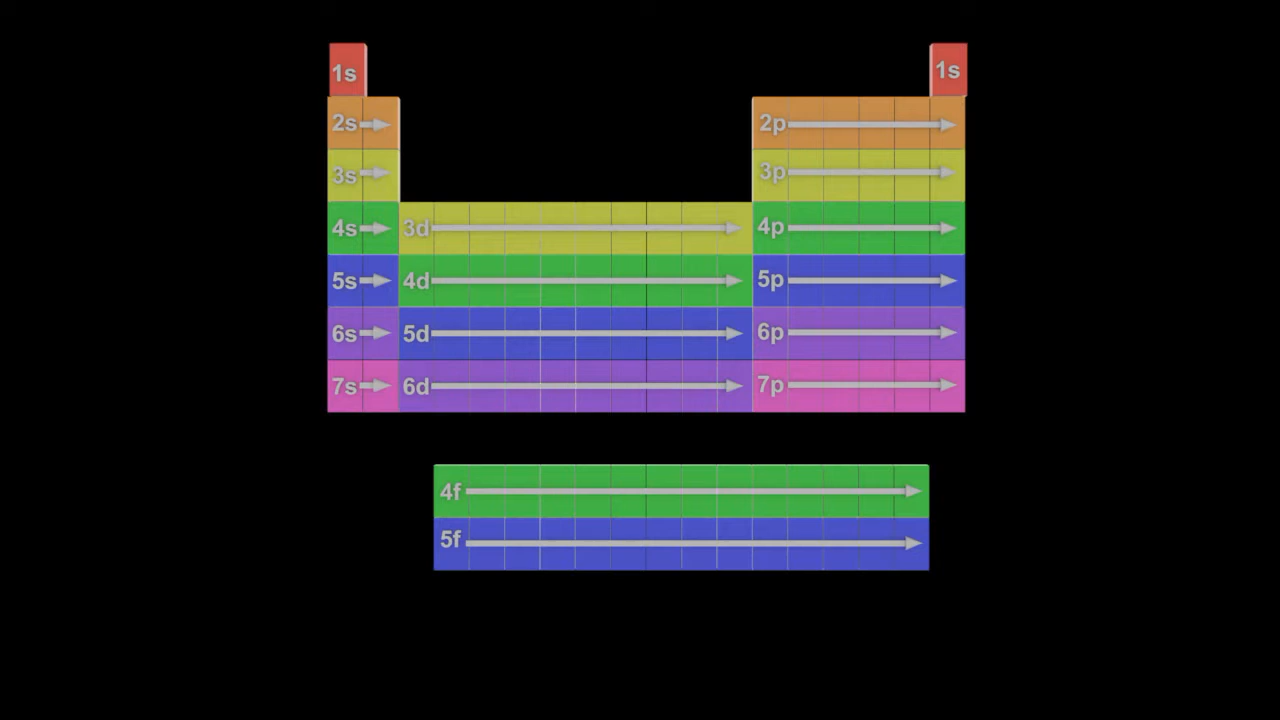 1s 1s
2s 2p
3s 3p
4s 3d 4p
5s 4d 5p
6s 5d 6p
7s 6d 7p
4f
5f